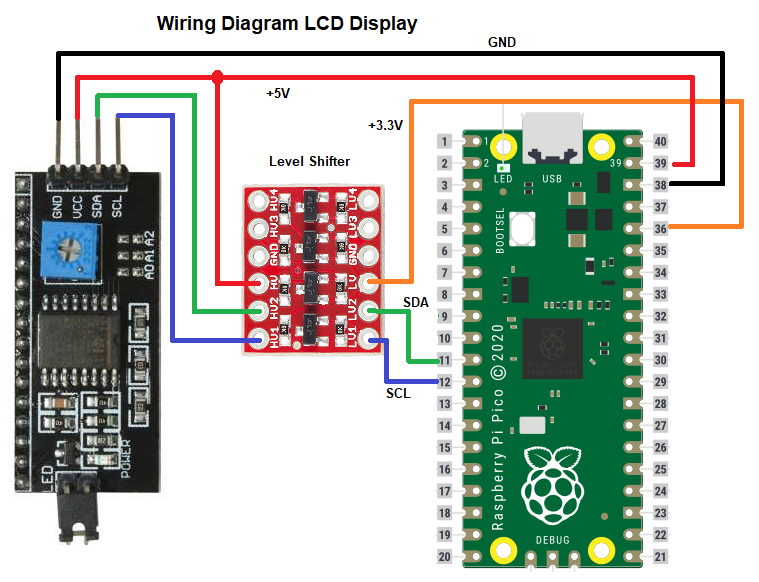 Wiring Diagram LCD Display
GND
+5V
+3.3V
Level Shifter
GND
VCC
SDA
SCL
A0A1A2
LED
POWER
HV4
HV3
GND
HV
HV2
HV1
LV4
LV3
GND
LV
LV2
LV1
SDA
SCL
1
2
3
4
5
6
7
8
9
10
11
12
13
14
15
16
17
18
19
20
1
2
LED
USB
39
BOOTSEL
Raspberry Pi Pico © 2020
DEBUG
40
39
38
37
36
35
34
33
32
31
30
29
28
27
26
25
24
23
22
21